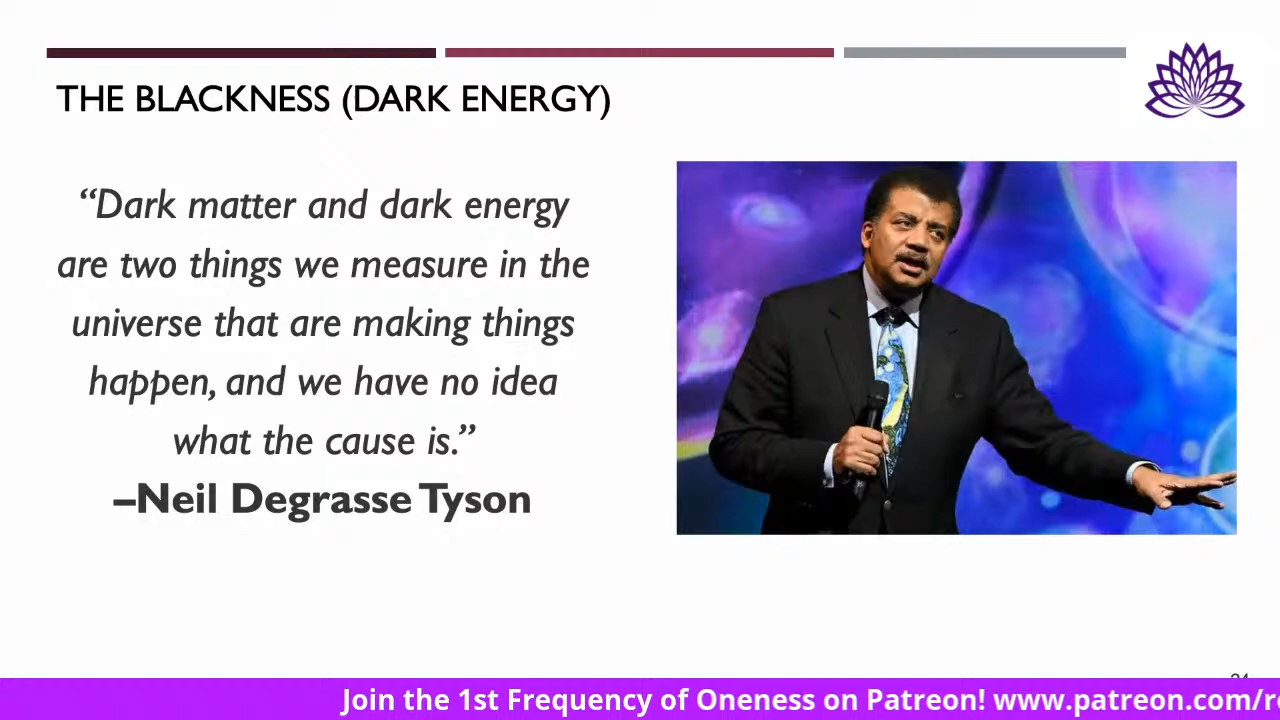 THE BLACKNESS (DARK ENERGY)
“Dark matter and dark energy
are two things we measure in the
universe that are making things
happen, and we have no idea
what the cause is.”
–Neil Degrasse Tyson
Join the 1st Frequency of Oneness on Patreon! www.patreon.com/r